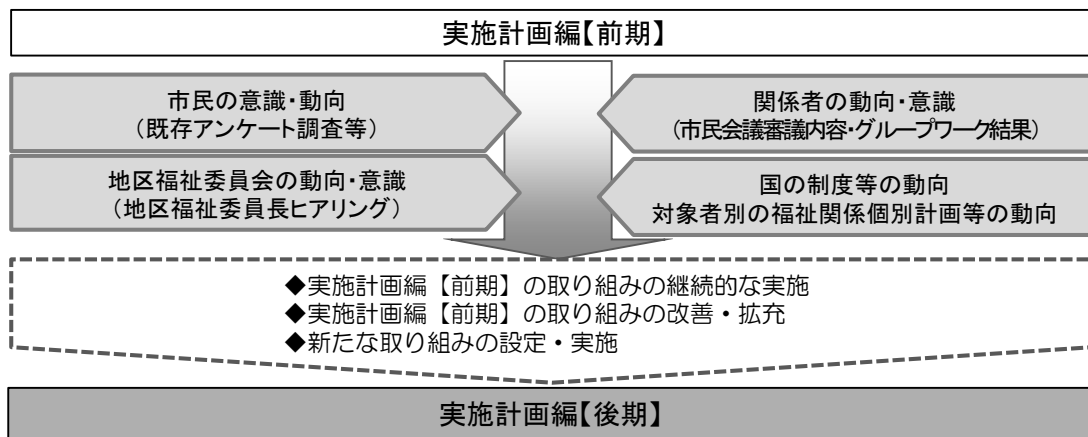 実施計画編【前期】
市民の意識・動向
（既存アンケート調査等）
関係者の動向・意識
（市民会議審議内容・グループワーク結果）
地区福祉委員会の動向・意識
（地区福祉委員長ヒアリング）
国の制度等の動向
対象者別の福祉関係個別計画等の動向
◆実施計画編【前期】の取り組みの継続的な実施
◆実施計画編【前期】の取り組みの改善・拡充
◆新たな取り組みの設定・実施
実施計画編【後期】